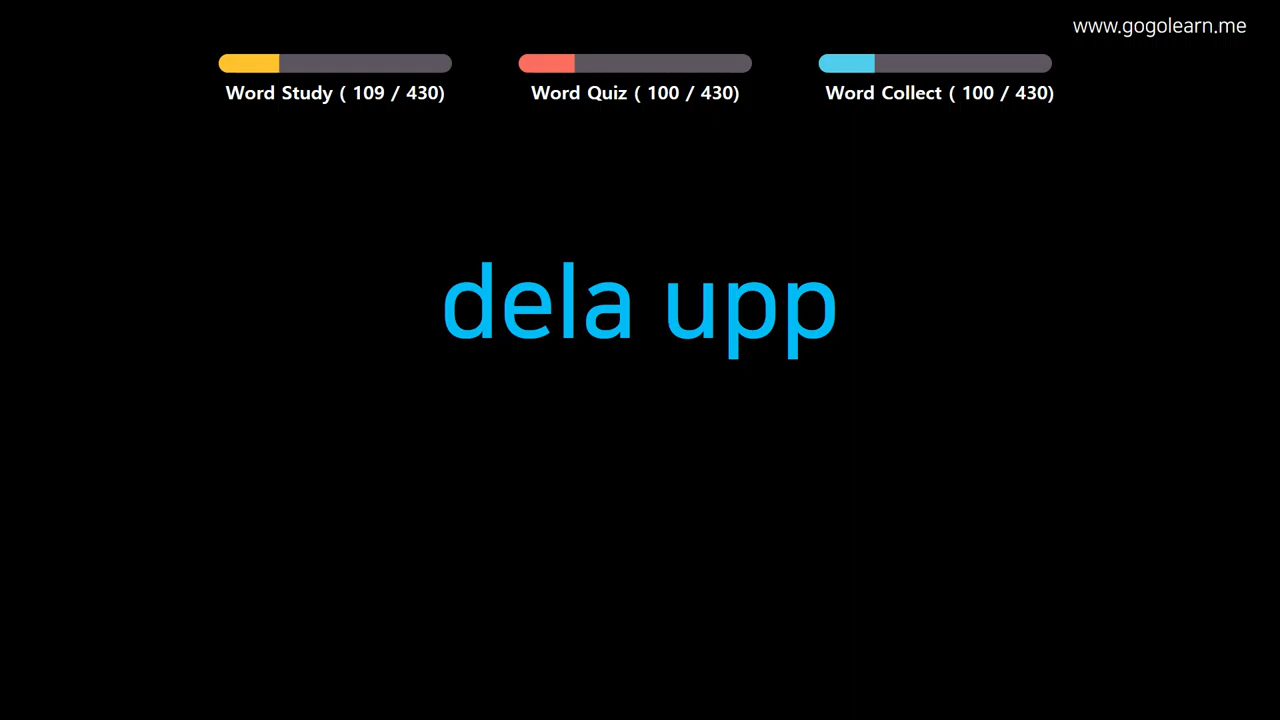 www.gogolearn.me
Word Study ( 109 / 430)
Word Quiz ( 100 / 430)
Word Collect ( 100 / 430)
dela upp